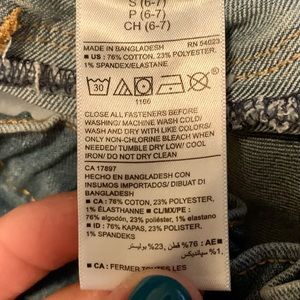 S (6-7)
P (6-7)
CH (6-7)
MADE IN BANGLADESH RN 54023
■ US : 76% COTTON, 23% POLYESTER,
1% SPANDEX/ELASTANE
30
1166
CLOSE ALL FASTENERS BEFORE
WASHING/ MACHINE WASH COLD/
WASH AND DRY WITH LIKE COLORS/
ONLY NON-CHLORINE BLEACH WHEN
NEEDED/ TUMBLE DRY LOW/ COOL
IRON/ DO NOT DRY CLEAN
CA 17897
HECHO EN BANGLADESH CON
INSUMOS IMPORTADOS/ DIBUAT DI
BANGLADESH
■ CA : 76% COTON, 23% POLYESTER,
1% ÉLASTHANNE ■ CL/MX/PE :
76% algodón, 23% poliéster, 1% elastano
■ ID : 76% KATUN, 23% POLIESTER, 1%
SPANDEKS
■ AE : 76% قطن, 23% بوليستر,
1% سباندكس.
■ CA : FERMER TOUTES LES